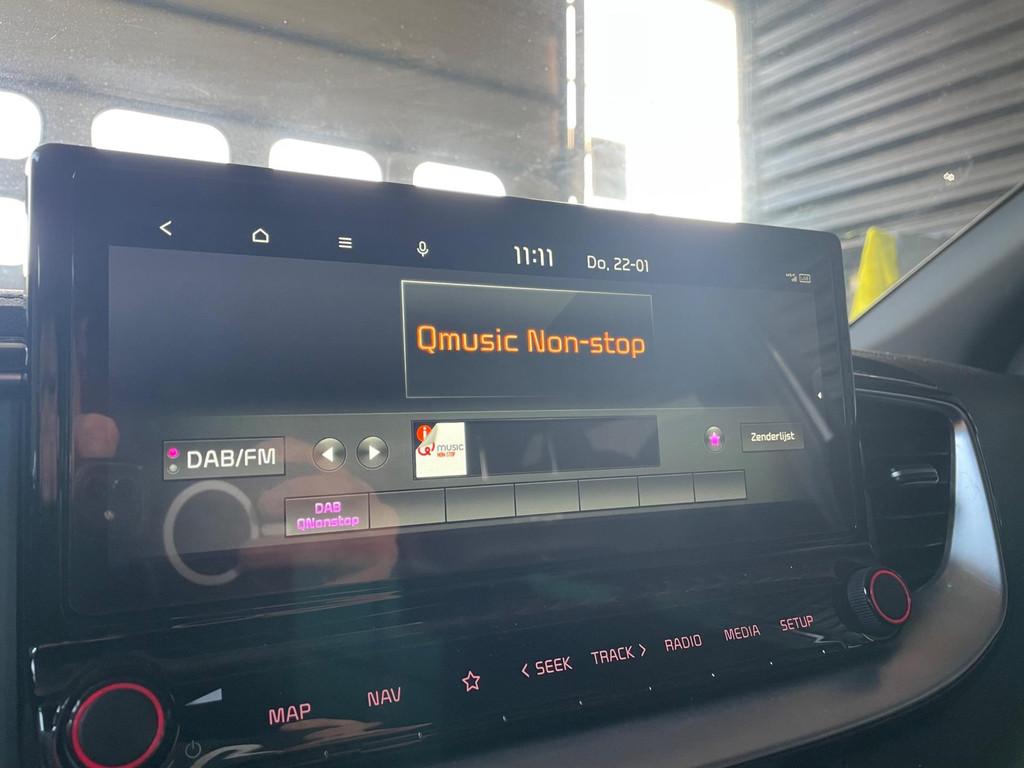 11:11
Do, 22-01
Qmusic Non-stop
DAB/FM
Q music
NON-STOP
Zenderlijst
DAB
QNonstop
MAP
NAV
< SEEK
TRACK >
RADIO
MEDIA
SETUP